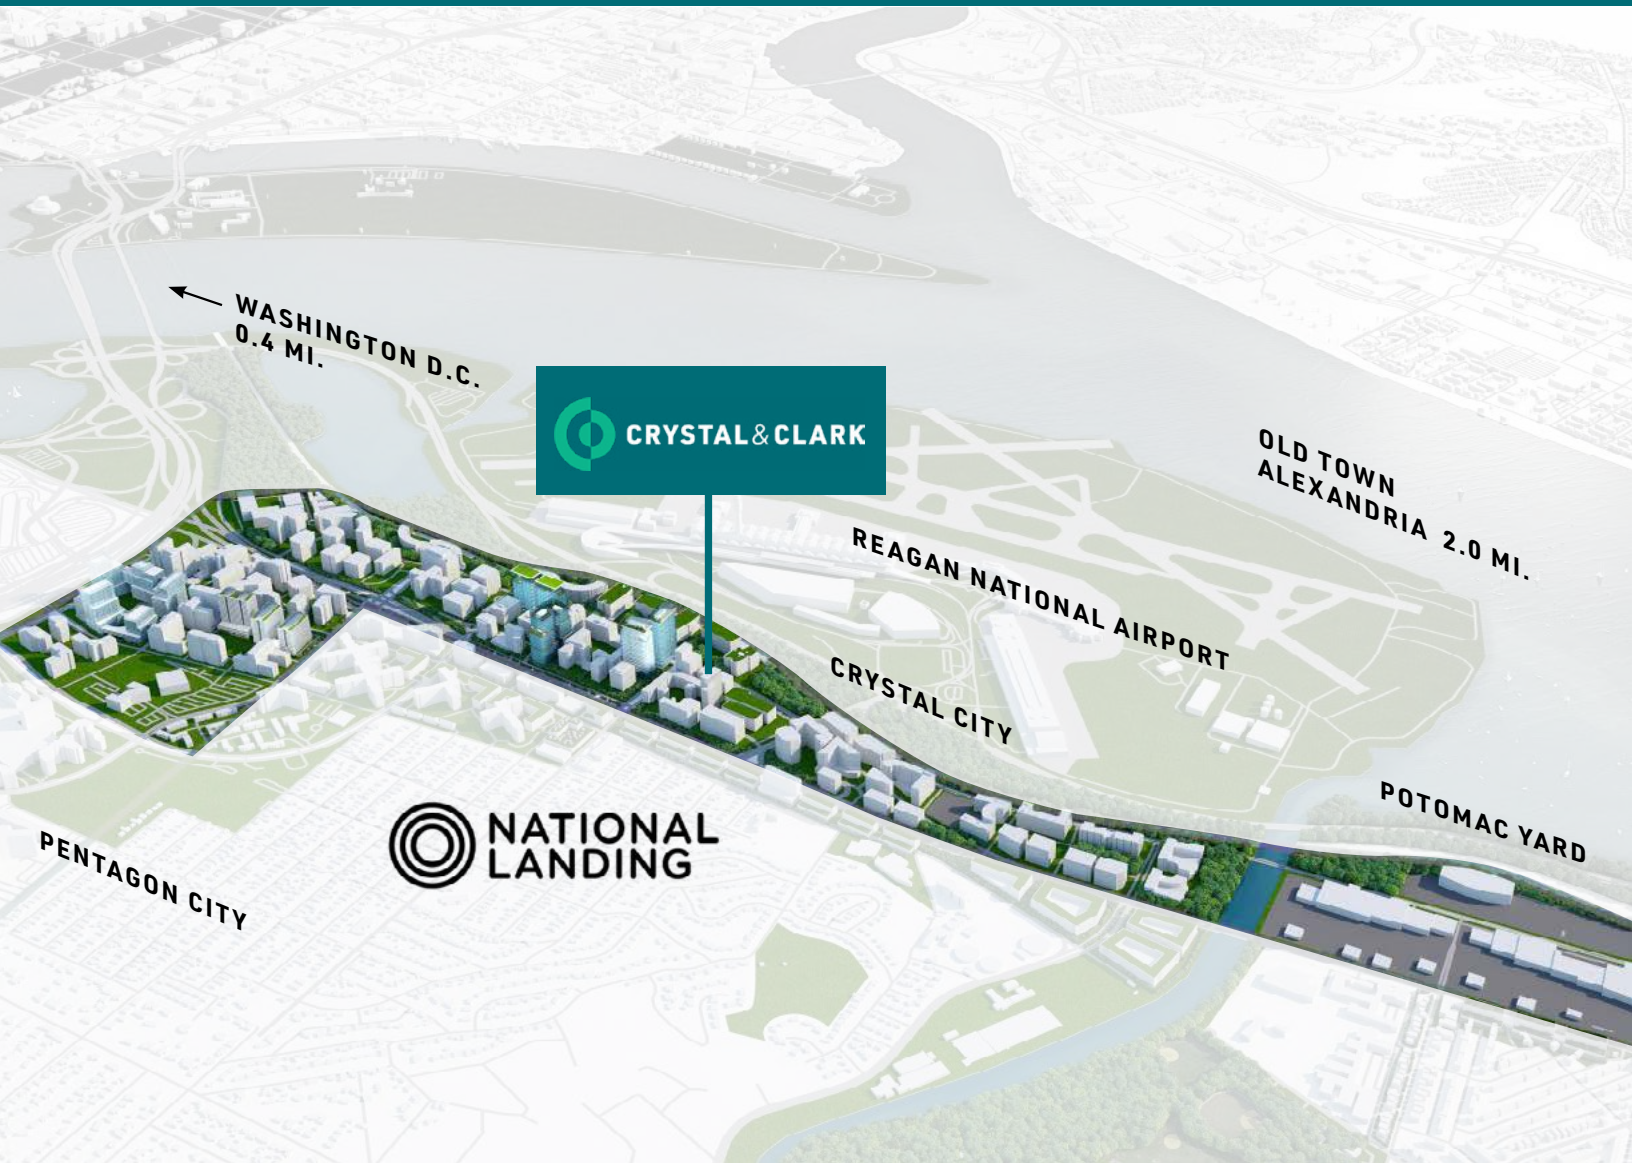 WASHINGTON D.C.
0.4 MI.
CRYSTAL&CLARK
OLD TOWN
ALEXANDRIA 2.0 MI.
REAGAN NATIONAL AIRPORT
CRYSTAL CITY
POTOMAC YARD
NATIONAL
LANDING
PENTAGON CITY